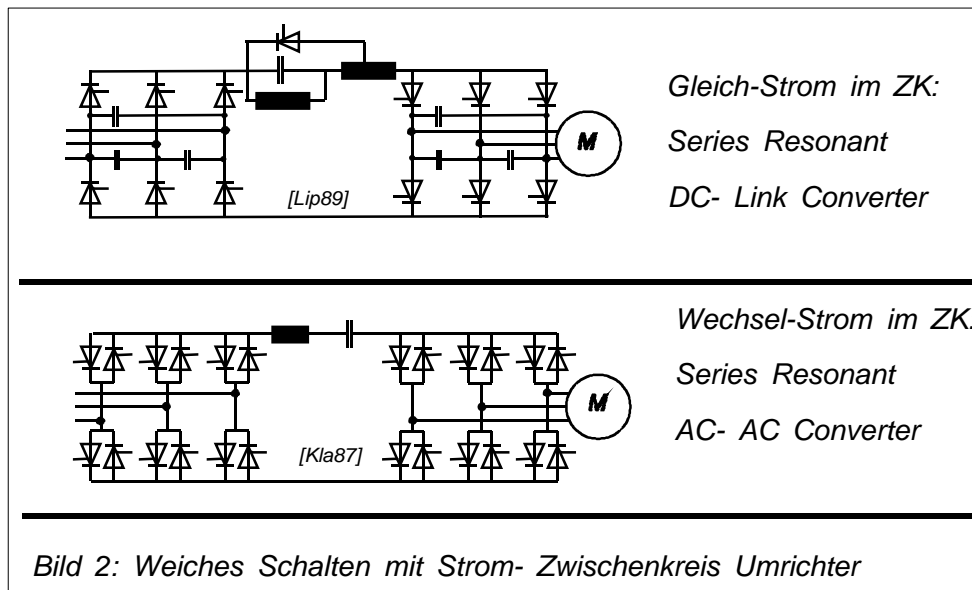 Gleich-Strom im ZK:
Series Resonant
DC- Link Converter
M
[Lip89]
Wechsel-Strom im ZK:
Series Resonant
AC- AC Converter
M
[Kla87]
Bild 2: Weiches Schalten mit Strom- Zwischenkreis Umrichter